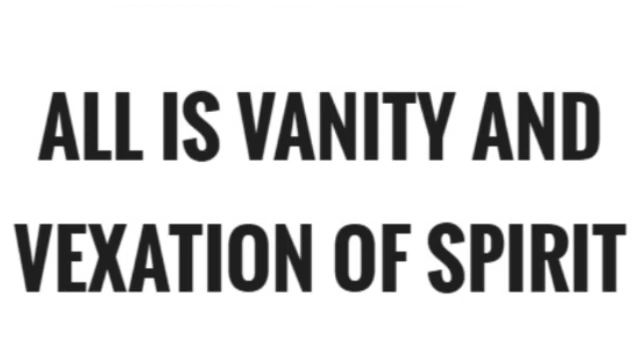 ALL IS VANITY AND
VEXATION OF SPIRIT